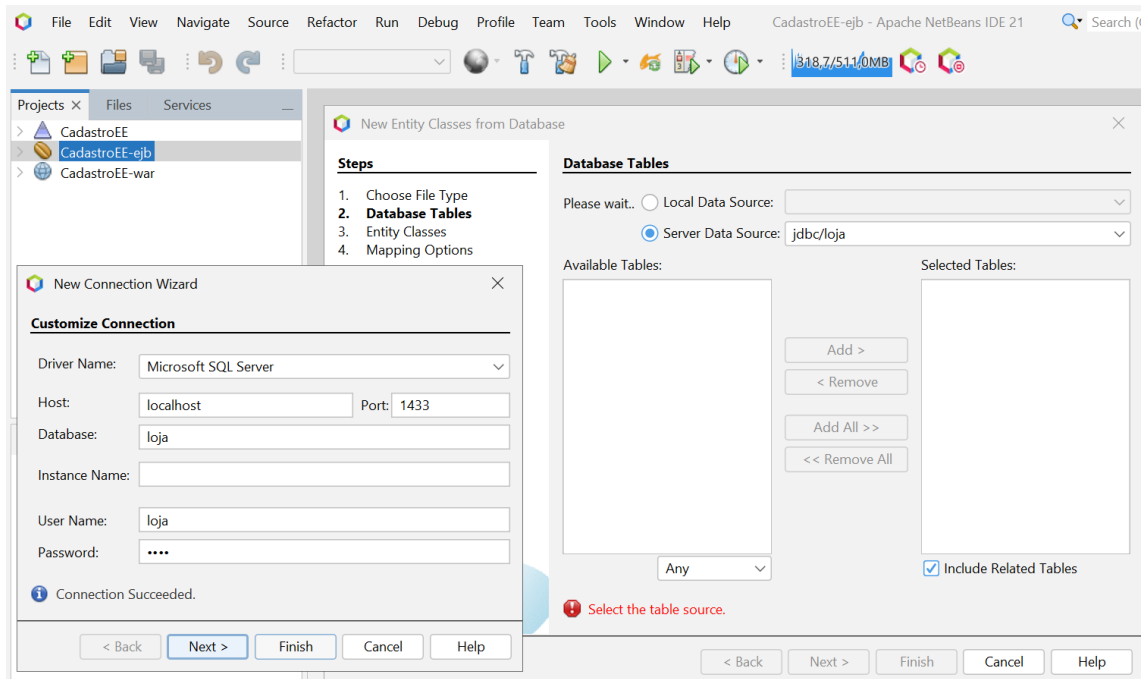 File Edit View Navigate Source Refactor Run Debug Profile Team Tools Window Help CadastroEE-ejb - Apache NetBeans IDE 21 Search (
318,7/511,0MB
Projects Files Services
CadastroEE
CadastroEE-ejb
CadastroEE-war
New Entity Classes from Database
Steps
1. Choose File Type
2. Database Tables
3. Entity Classes
4. Mapping Options
Database Tables
Please wait.. Local Data Source:
Server Data Source: jdbc/loja
Available Tables: Selected Tables:
Add >
< Remove
Add All >>
<< Remove All
Any Include Related Tables
Select the table source.
< Back Next > Finish Cancel Help
New Connection Wizard
Customize Connection
Driver Name: Microsoft SQL Server
Host: localhost Port: 1433
Database: loja
Instance Name:
User Name: loja
Password: ••••
Connection Succeeded.
< Back Next > Finish Cancel Help